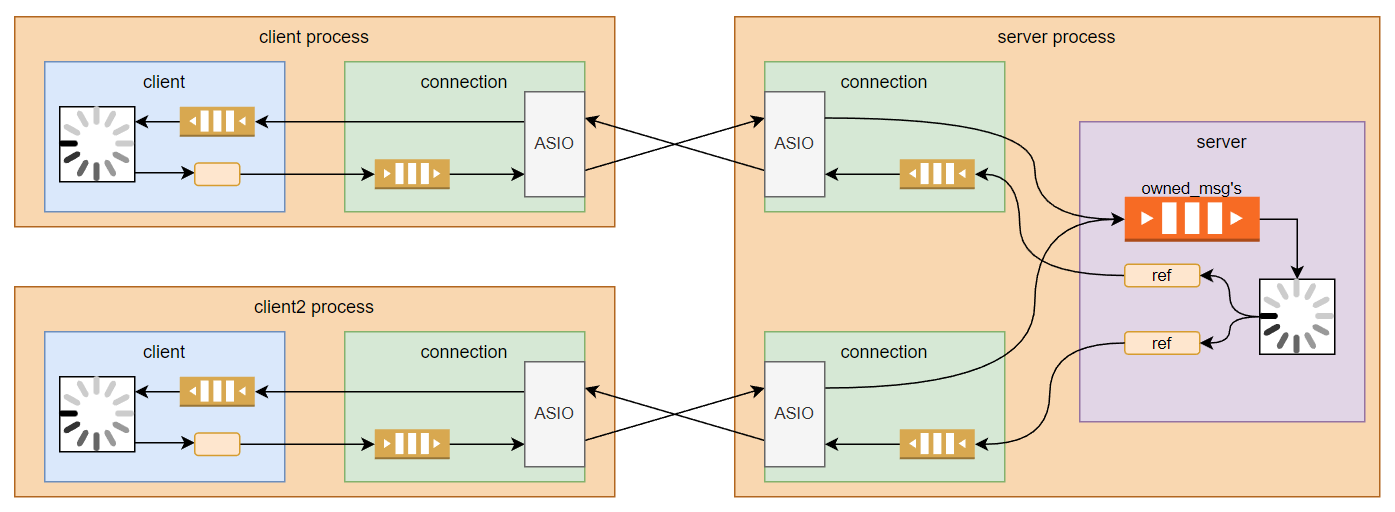 client process
client
connection
ASIO
server process
connection
ASIO
server
owned_msg's
ref
ref
client2 process
client
connection
ASIO
connection
ASIO